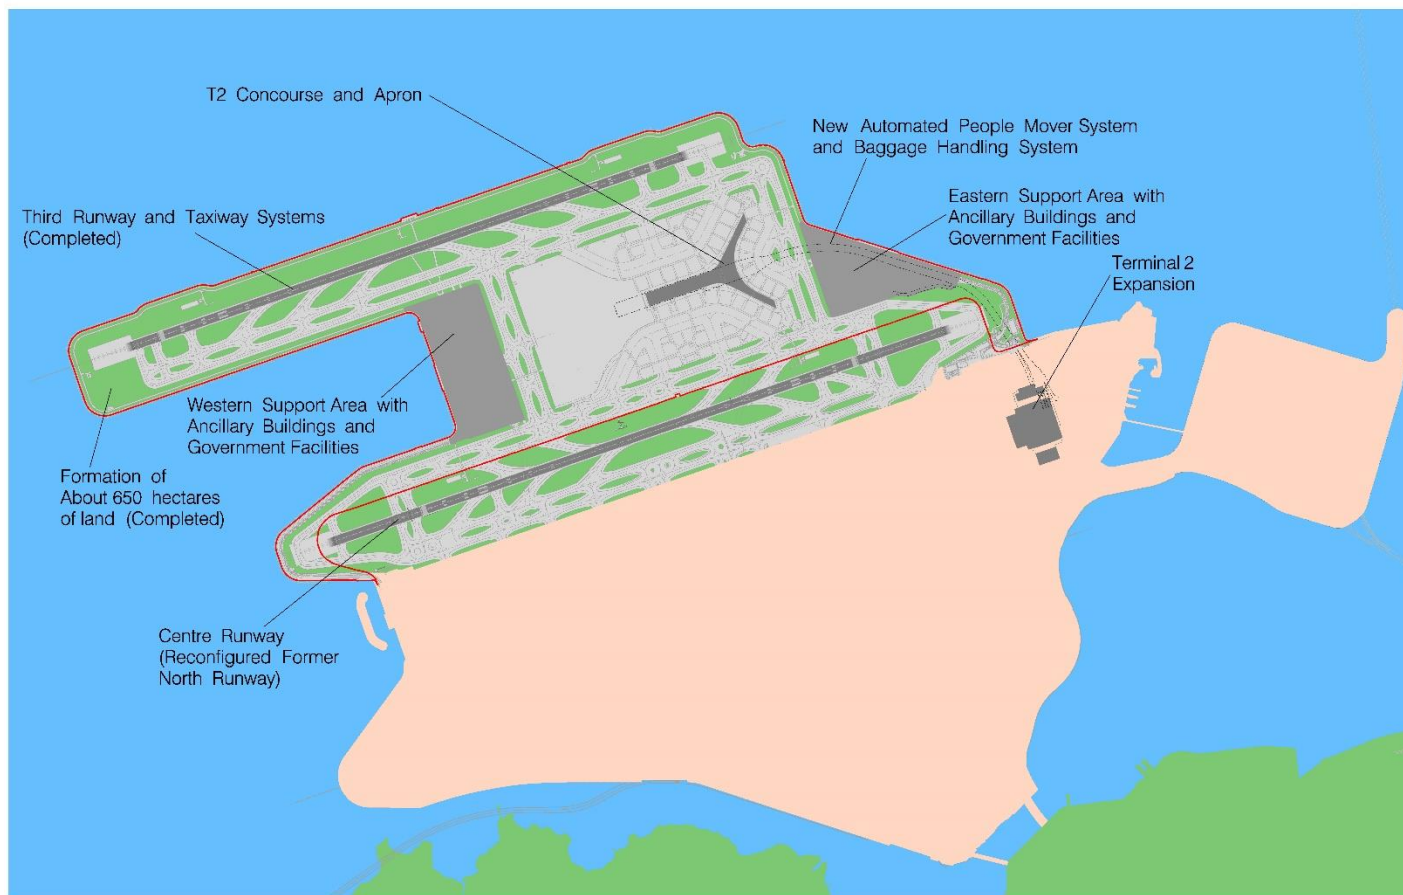 T2 Concourse and Apron
New Automated People Mover System
and Baggage Handling System
Eastern Support Area with
Ancillary Buildings and
Government Facilities
Third Runway and Taxiway Systems
(Completed)
Terminal 2
Expansion
Western Support Area with
Ancillary Buildings and
Government Facilities
Formation of
About 650 hectares
of land (Completed)
Centre Runway
(Reconfigured Former
North Runway)